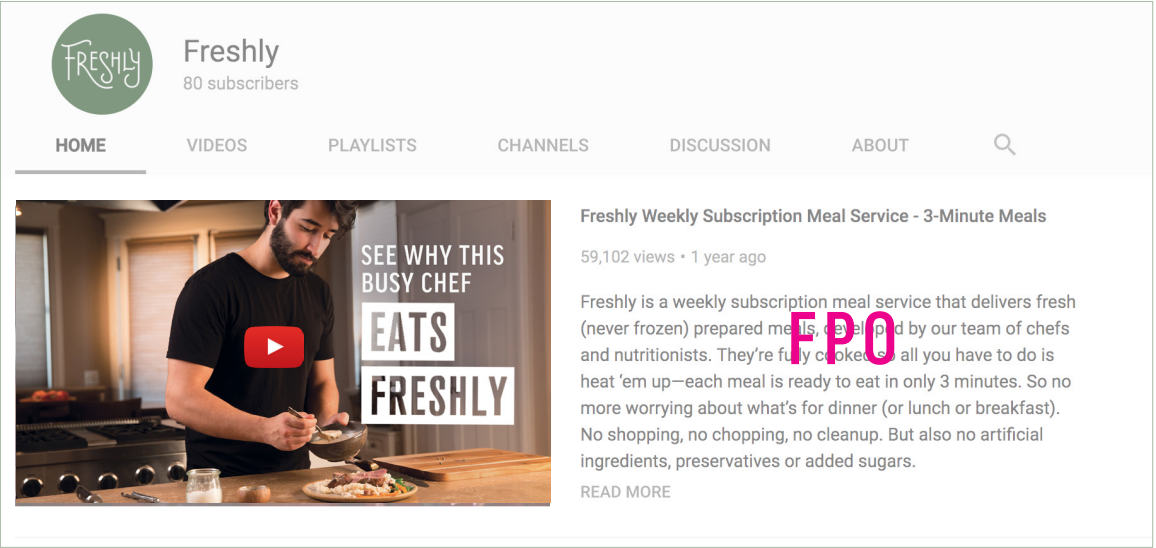 FRESHLY
Freshly
80 subscribers
HOME VIDEOS PLAYLISTS CHANNELS DISCUSSION ABOUT
SEE WHY THIS
BUSY CHEF
EATS
FRESHLY
Freshly Weekly Subscription Meal Service - 3-Minute Meals
59,102 views • 1 year ago
Freshly is a weekly subscription meal service that delivers fresh
(never frozen) prepared meals, developed by our team of chefs
and nutritionists. They’re fully cooked so all you have to do is
heat ‘em up—each meal is ready to eat in only 3 minutes. So no
more worrying about what’s for dinner (or lunch or breakfast).
No shopping, no chopping, no cleanup. But also no artificial
ingredients, preservatives or added sugars.
READ MORE
FPO